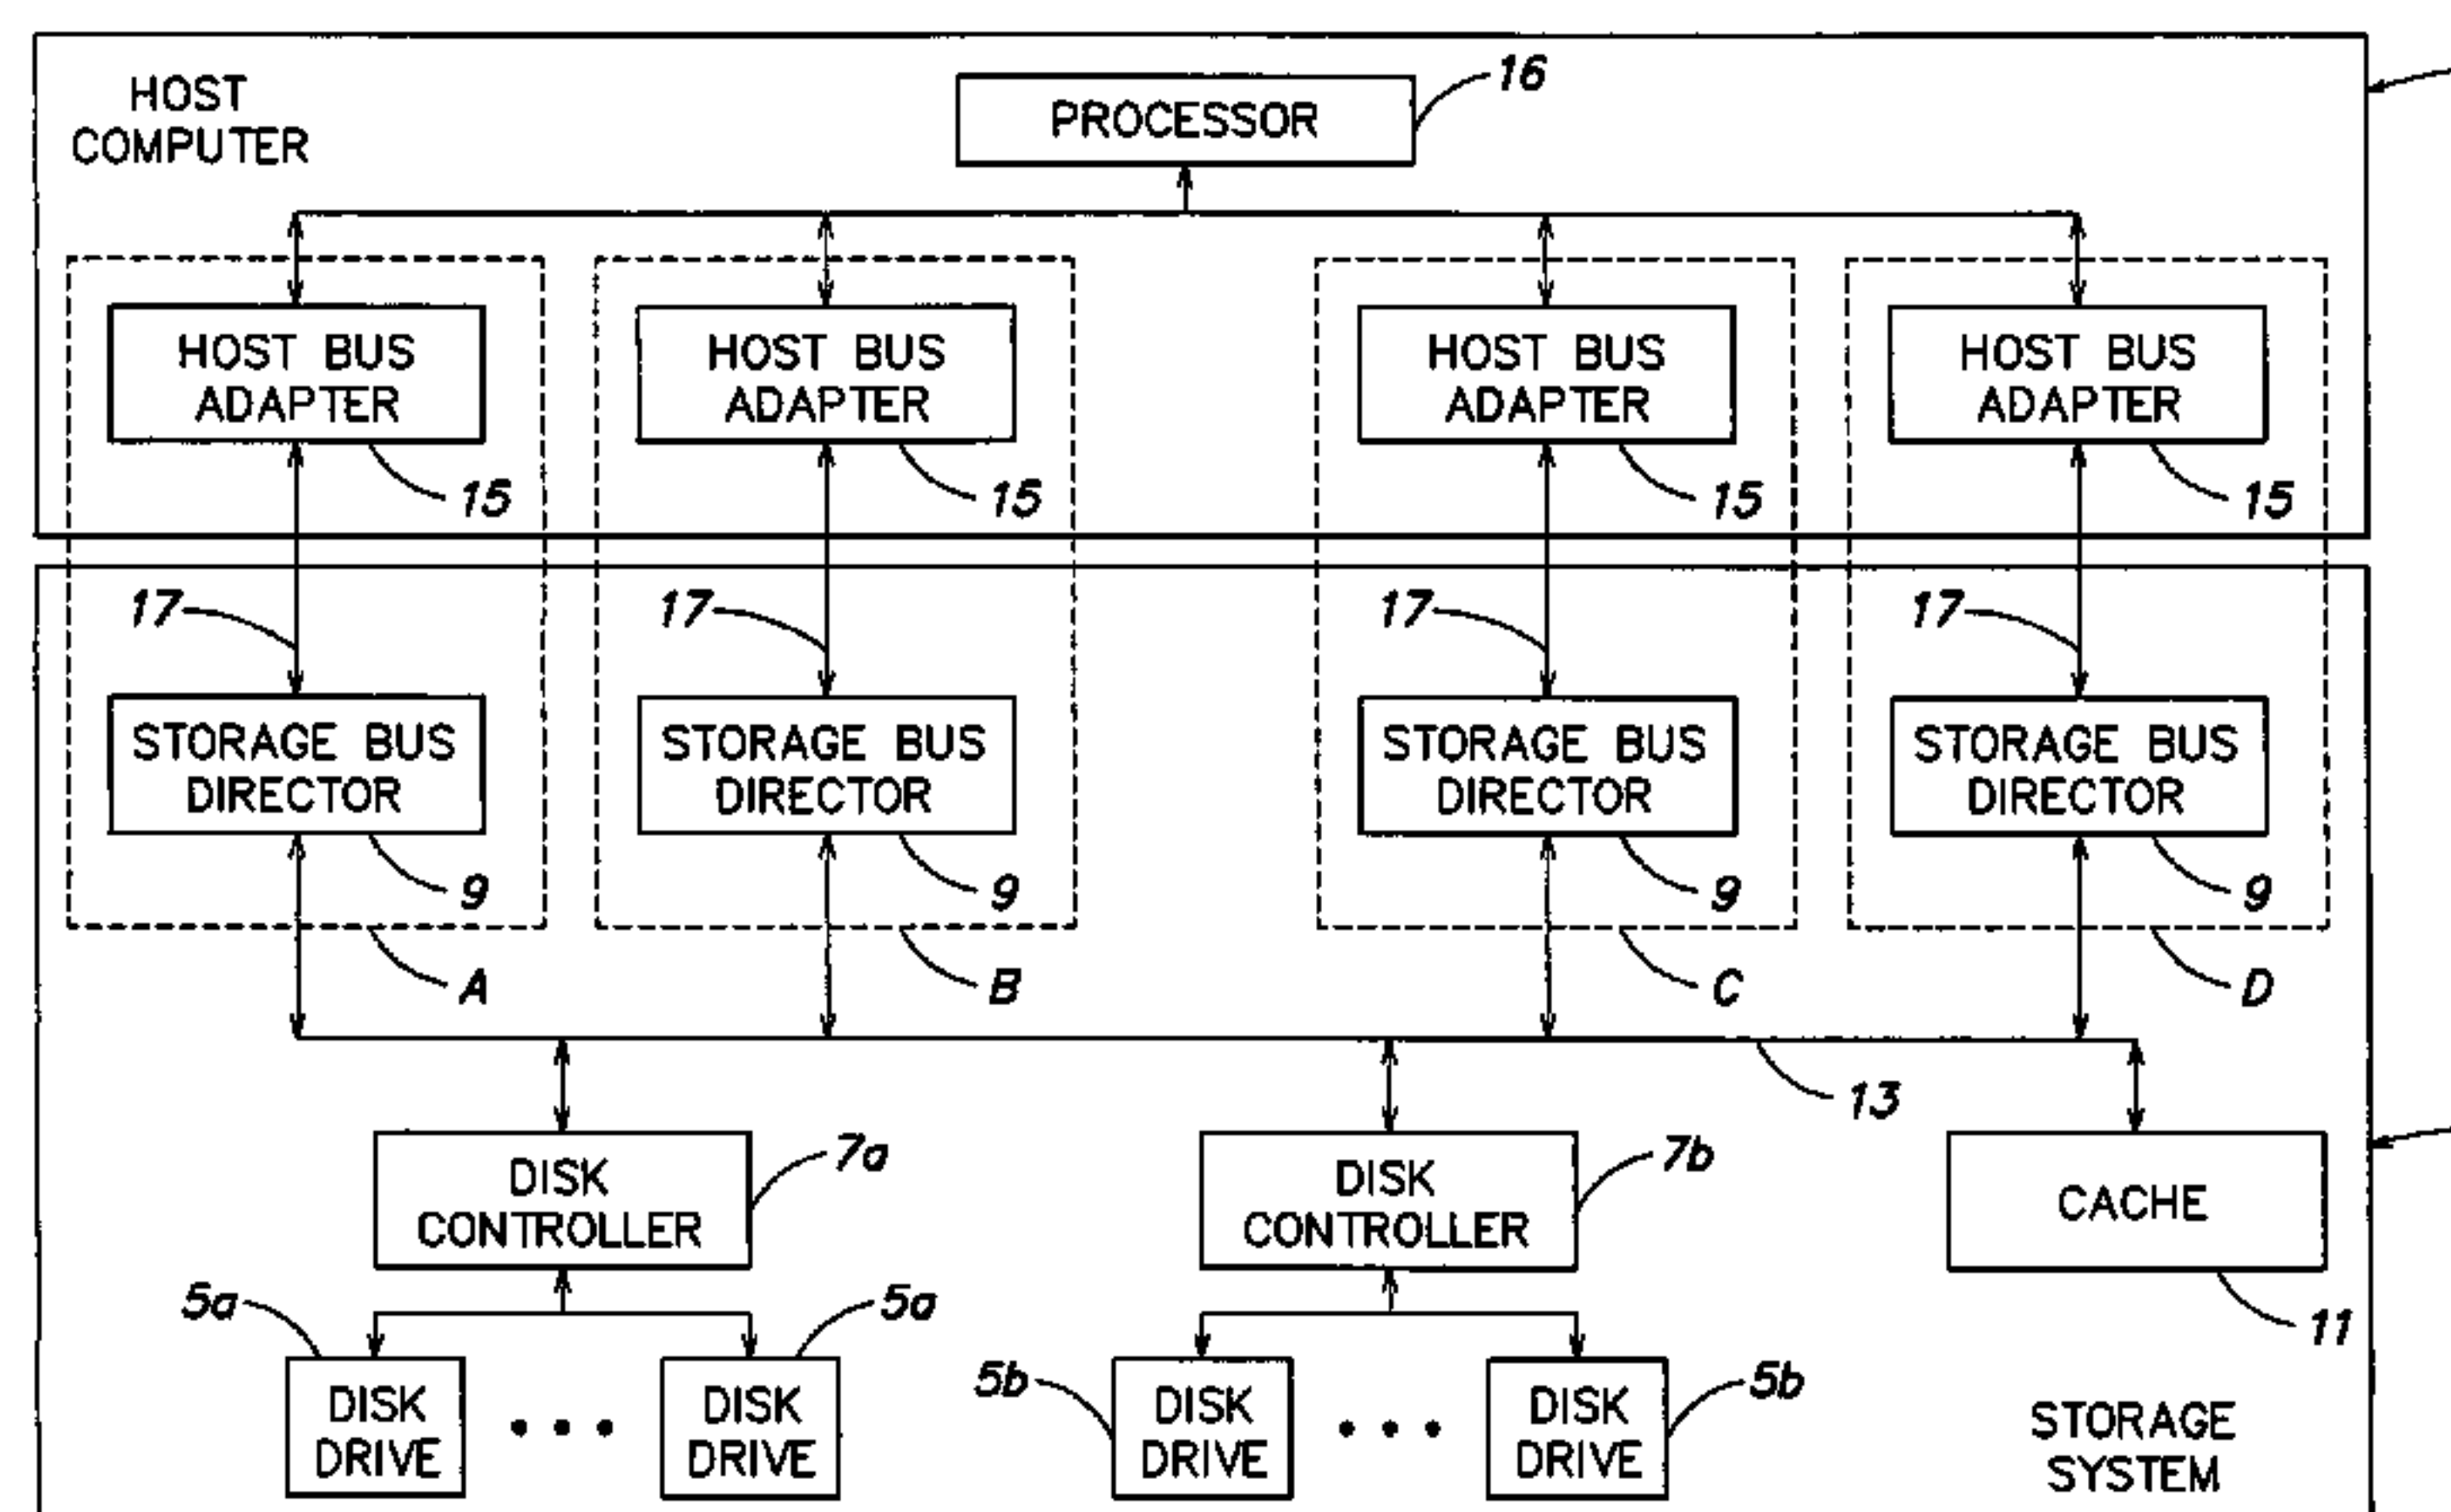 HOST
COMPUTER
PROCESSOR
16
HOST BUS
ADAPTER
15
HOST BUS
ADAPTER
15
HOST BUS
ADAPTER
15
HOST BUS
ADAPTER
15
17
17
17
17
STORAGE BUS
DIRECTOR
9
STORAGE BUS
DIRECTOR
9
STORAGE BUS
DIRECTOR
9
STORAGE BUS
DIRECTOR
9
A
B
C
D
13
DISK
CONTROLLER
7a
DISK
CONTROLLER
7b
CACHE
11
5a
5a
5b
5b
DISK
DRIVE
DISK
DRIVE
DISK
DRIVE
DISK
DRIVE
STORAGE
SYSTEM